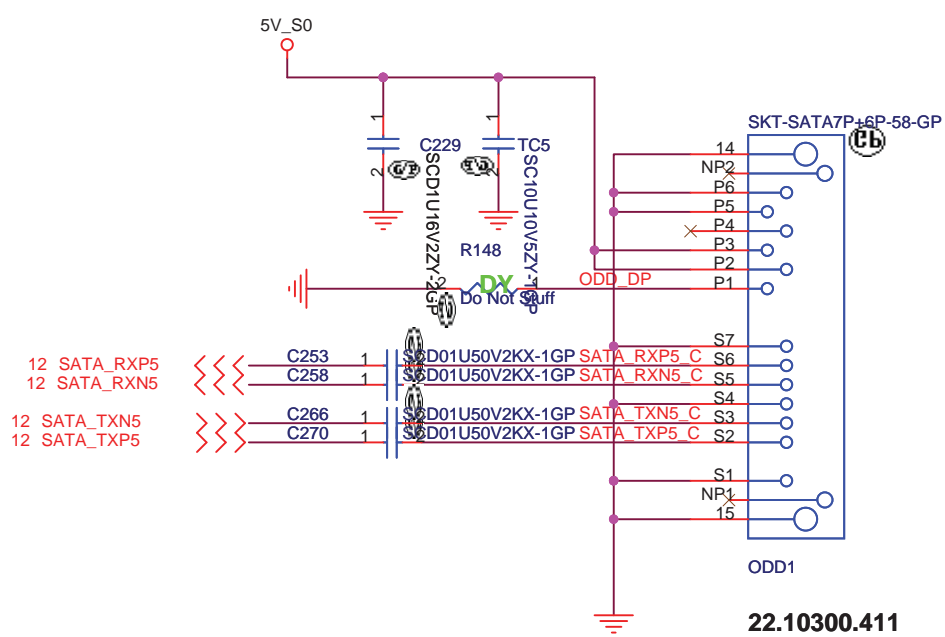 5V_S0
SKT-SATA7P+6P-58-GP
1
1
C229
TC5
2
2
SCD1U16V2ZY-2GP
SC10U10V5ZY-1GP
14
NP2
P6
P5
P4
P3
P2
P1
R148
2
DY
1
ODD_DP
Do Not Stuff
12 SATA_RXP5
C253
1
SCD01U50V2KX-1GP
SATA_RXP5_C
12 SATA_RXN5
C258
1
SCD01U50V2KX-1GP
SATA_RXN5_C
12 SATA_TXN5
C266
1
SCD01U50V2KX-1GP
SATA_TXN5_C
12 SATA_TXP5
C270
1
SCD01U50V2KX-1GP
SATA_TXP5_C
S7
S6
S5
S4
S3
S2
S1
NP1
15
ODD1
22.10300.411